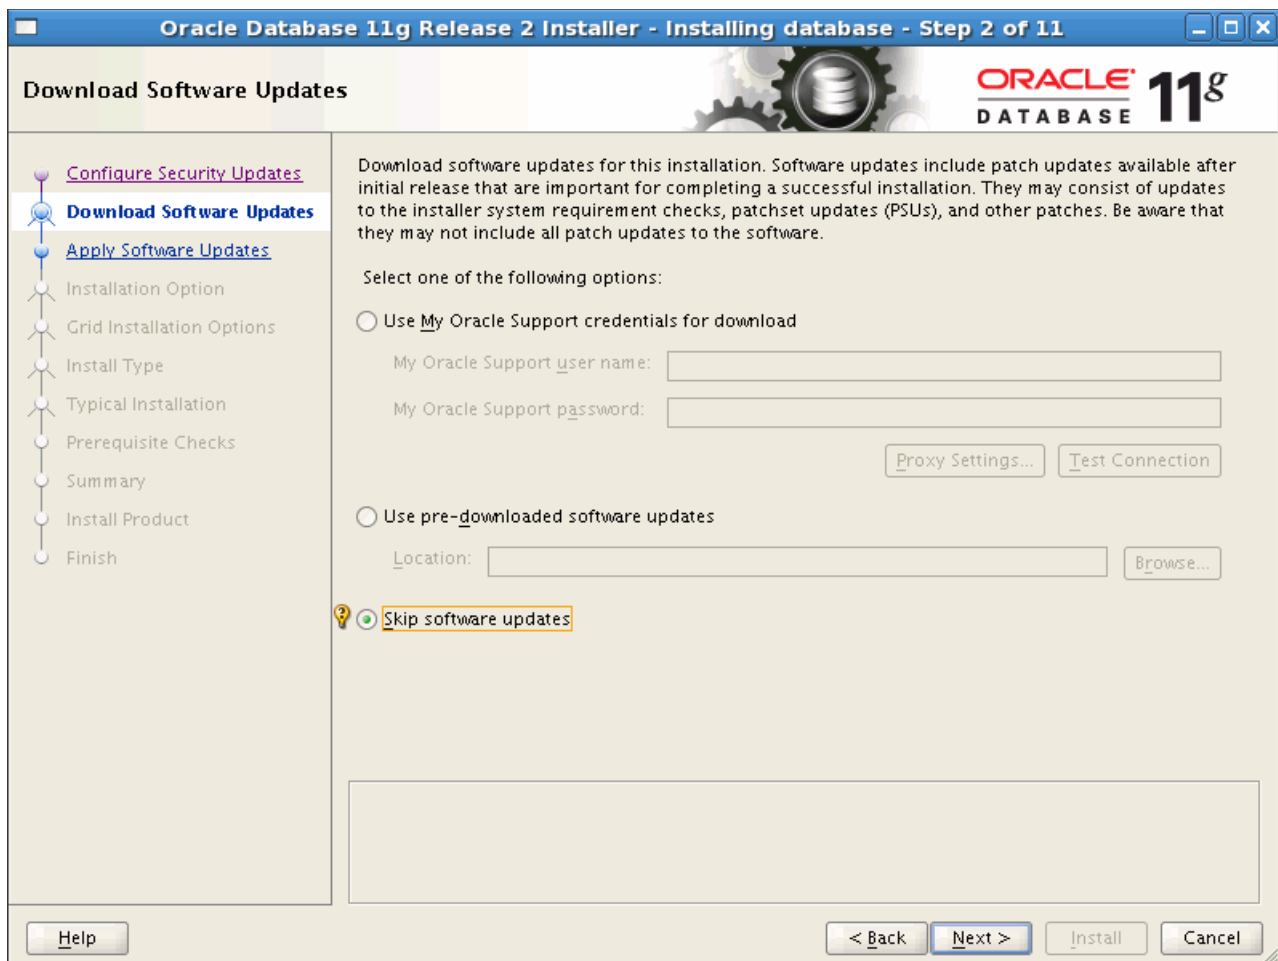 Oracle Database 11g Release 2 Installer - Installing database - Step 2 of 11
Download Software Updates
ORACLE
DATABASE
11g
Configure Security Updates
Download Software Updates
Apply Software Updates
Installation Option
Grid Installation Options
Install Type
Typical Installation
Prerequisite Checks
Summary
Install Product
Finish
Download software updates for this installation. Software updates include patch updates available after
initial release that are important for completing a successful installation. They may consist of updates
to the installer system requirement checks, patchset updates (PSUs), and other patches. Be aware that
they may not include all patch updates to the software.
Select one of the following options:
Use My Oracle Support credentials for download
My Oracle Support user name:
My Oracle Support password:
Proxy Settings...
Test Connection
Use pre-downloaded software updates
Location:
Browse...
Skip software updates
Help
< Back
Next >
Install
Cancel